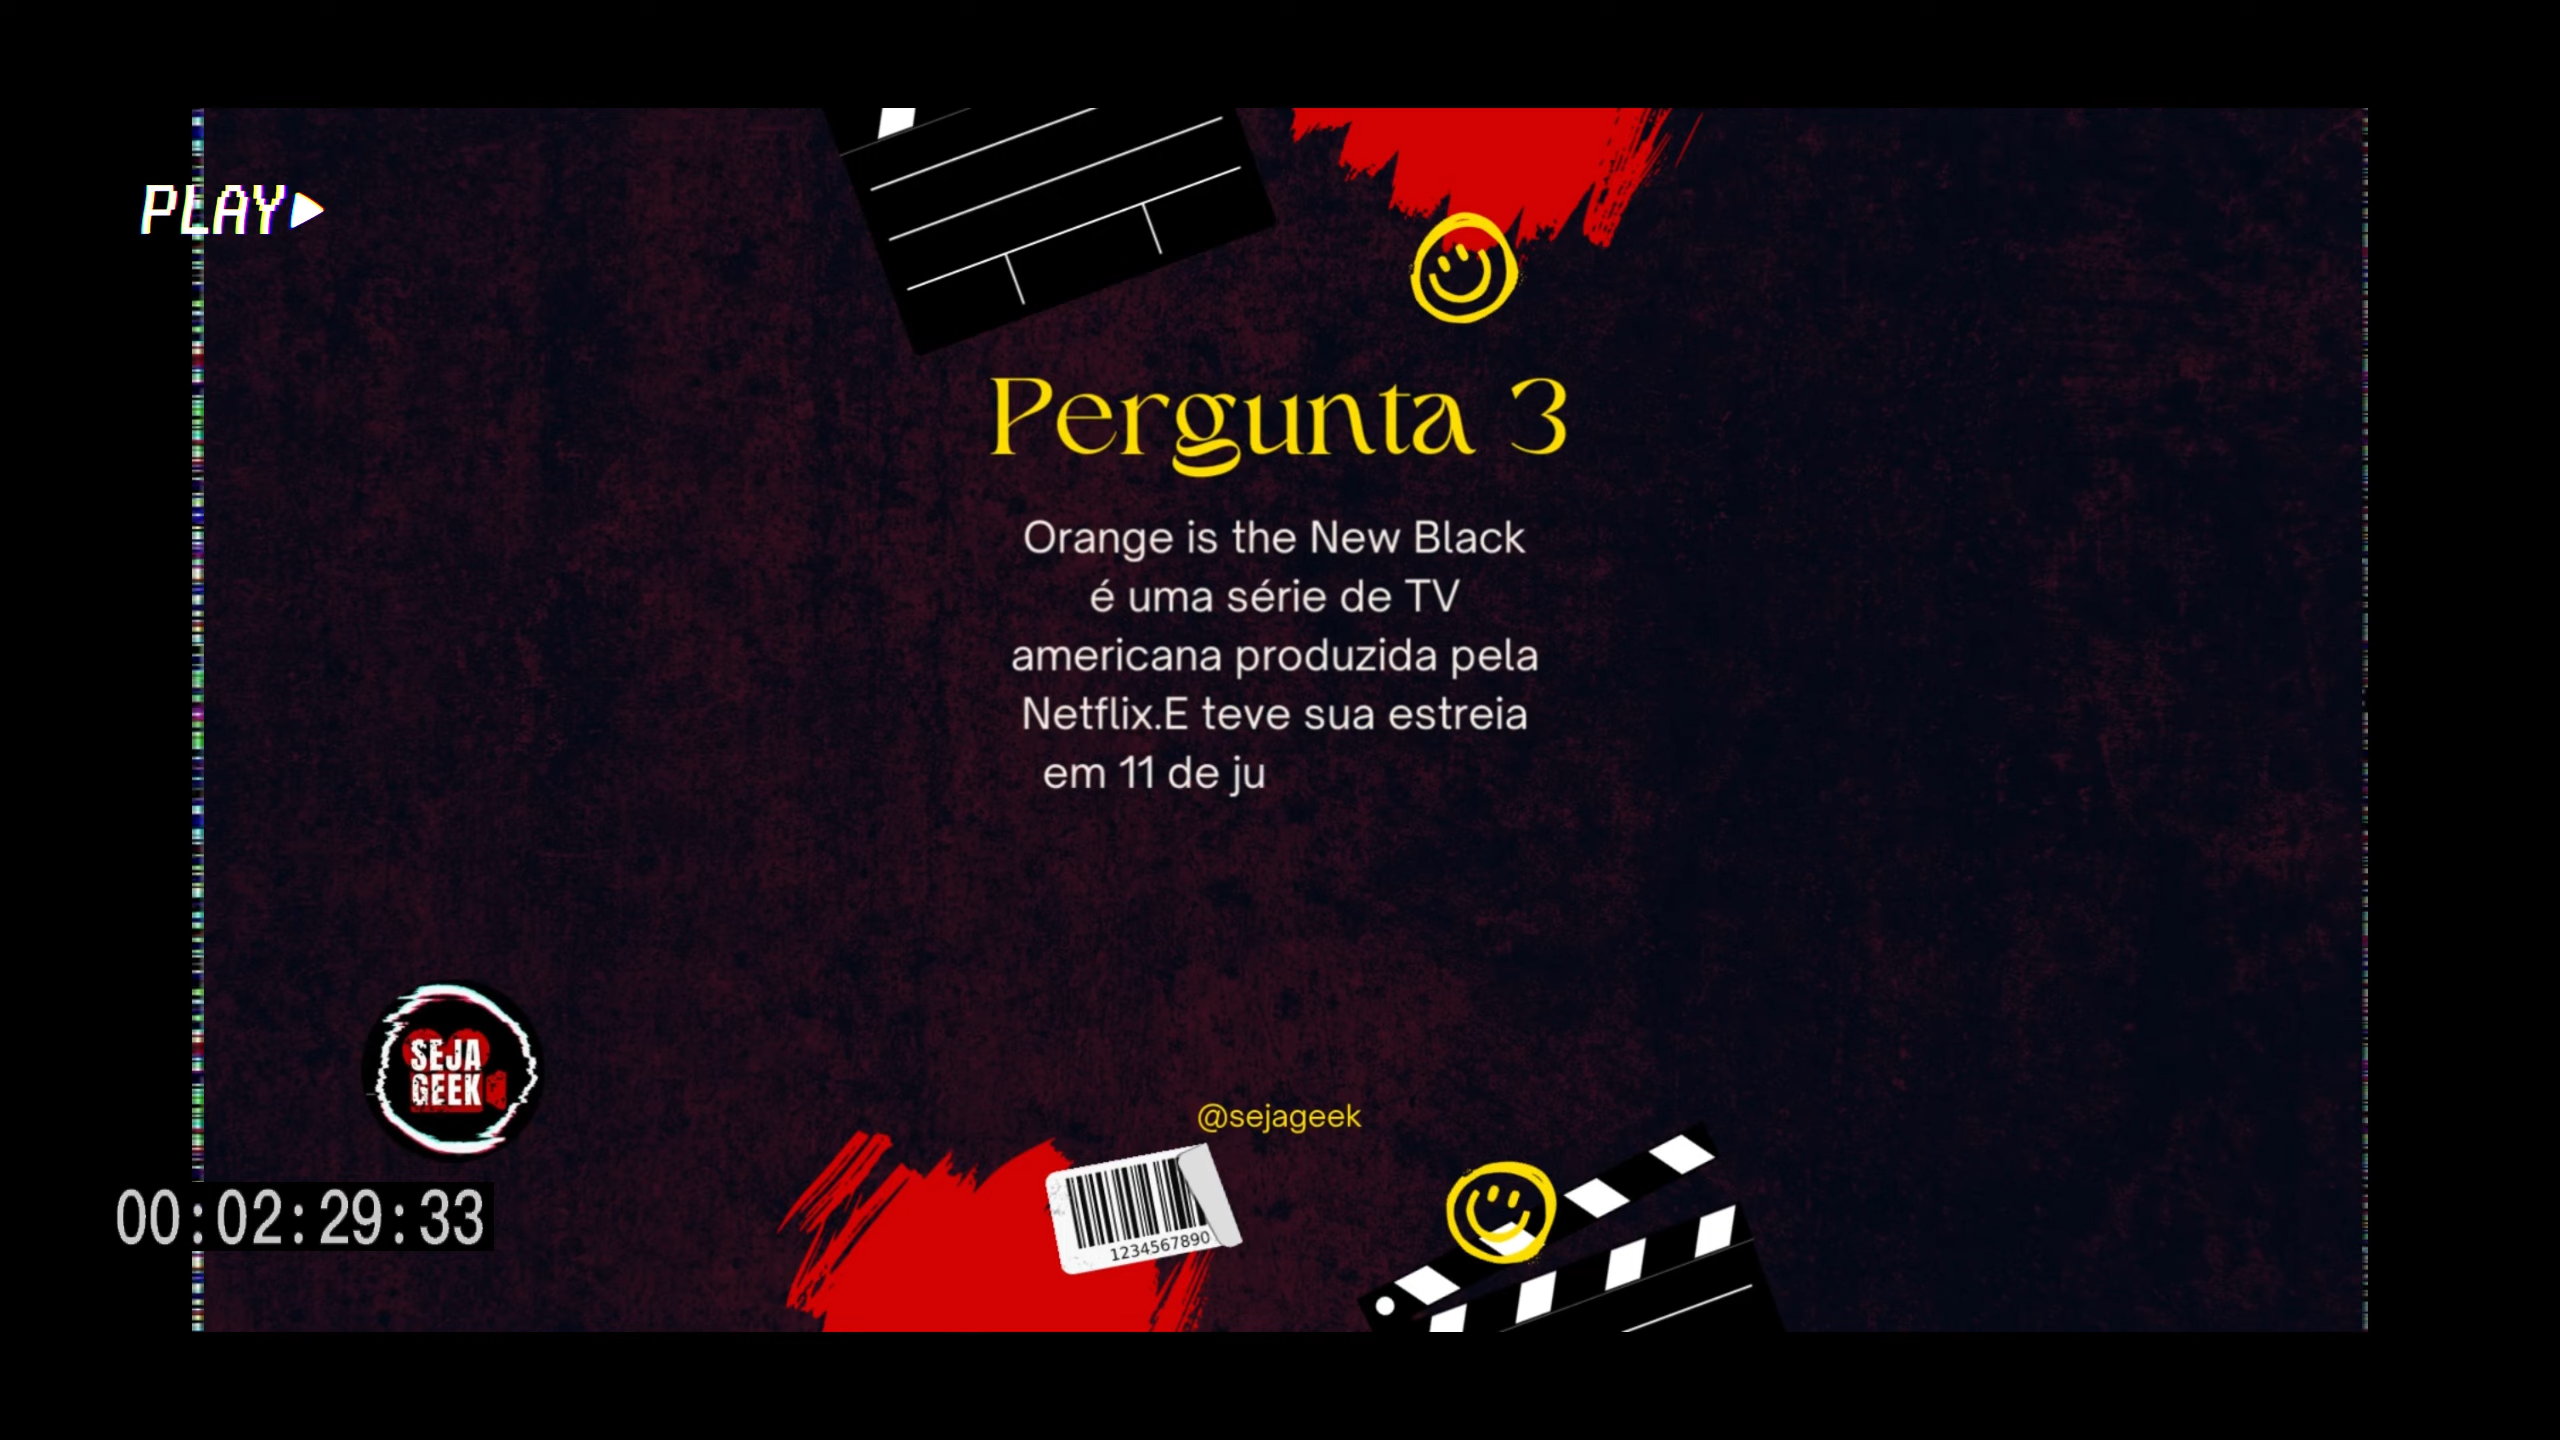 PLAY
Pergunta 3
Orange is the New Black
é uma série de TV
americana produzida pela
Netflix.E teve sua estreia
em 11 de ju
SEJA
GEEK
@sejageek
1234567890
00:02:29:33